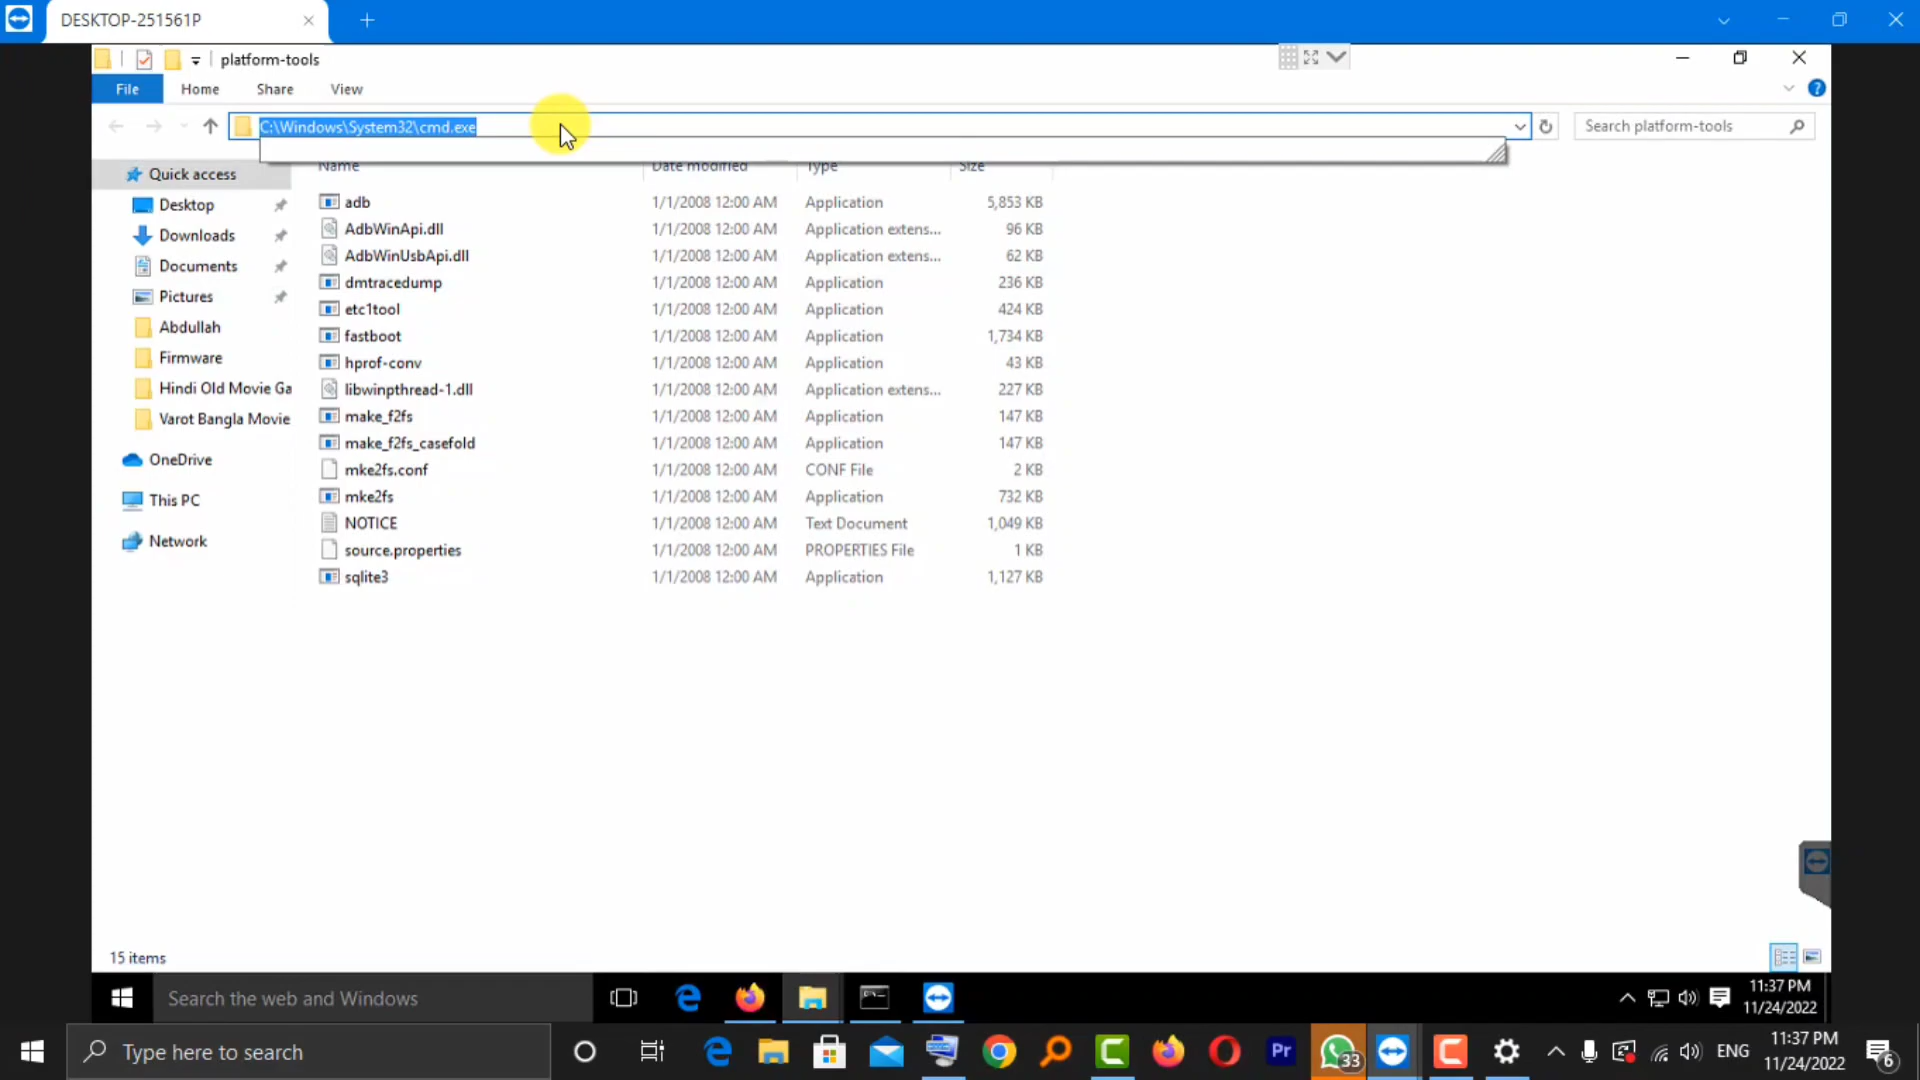 DESKTOP-251561P
platform-tools
File Home Share View
C:\Windows\System32\cmd.exe
Search platform-tools
Name Date modified Type Size
Quick access
Desktop
Downloads
Documents
Pictures
Abdullah
Firmware
Hindi Old Movie Ga
Varot Bangla Movie
OneDrive
This PC
Network
adb 1/1/2008 12:00 AM Application 5,853 KB
AdbWinApi.dll 1/1/2008 12:00 AM Application extens... 96 KB
AdbWinUsbApi.dll 1/1/2008 12:00 AM Application extens... 62 KB
dmtracedump 1/1/2008 12:00 AM Application 236 KB
etc1tool 1/1/2008 12:00 AM Application 424 KB
fastboot 1/1/2008 12:00 AM Application 1,734 KB
hprof-conv 1/1/2008 12:00 AM Application 43 KB
libwinpthread-1.dll 1/1/2008 12:00 AM Application extens... 227 KB
make_f2fs 1/1/2008 12:00 AM Application 147 KB
make_f2fs_casefold 1/1/2008 12:00 AM Application 147 KB
mke2fs.conf 1/1/2008 12:00 AM CONF File 2 KB
mke2fs 1/1/2008 12:00 AM Application 732 KB
NOTICE 1/1/2008 12:00 AM Text Document 1,049 KB
source.properties 1/1/2008 12:00 AM PROPERTIES File 1 KB
sqlite3 1/1/2008 12:00 AM Application 1,127 KB
15 items
Search the web and Windows
11:37 PM
11/24/2022
Type here to search
Pr
33
ENG
11:37 PM
11/24/2022
6